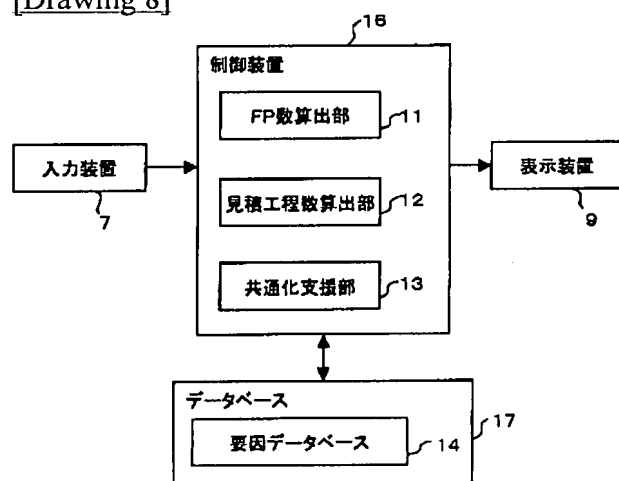 [Drawing 8]
16
制御装置
FP数算出部
11
入力装置
7
表示装置
9
見積工程数算出部
12
共通化支援部
13
データベース
17
要因データベース
14